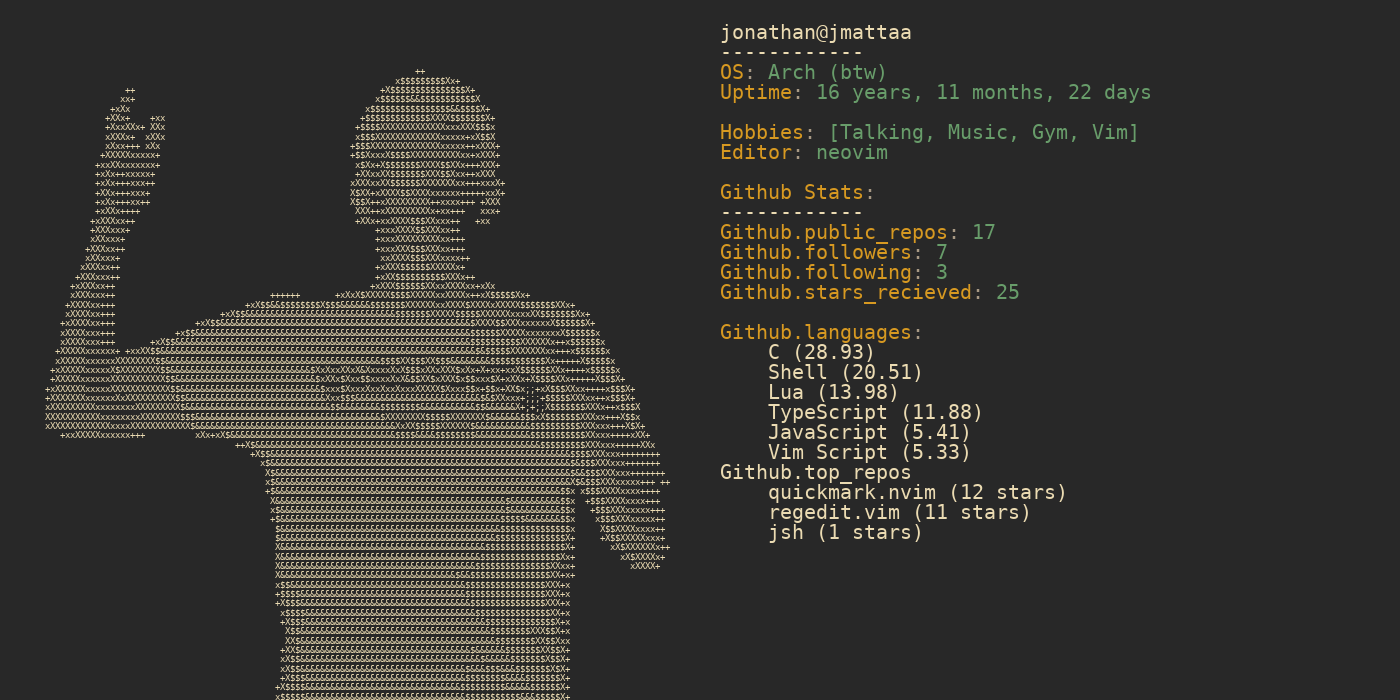 jonathan@jmattaa
------------
OS: Arch (btw)
Uptime: 16 years, 11 months, 22 days
Hobbies: [Talking, Music, Gym, Vim]
Editor: neovim
Github Stats:
------------
Github.public_repos: 17
Github.followers: 7
Github.following: 3
Github.stars_recieved: 25
Github.languages:
C (28.93)
Shell (20.51)
Lua (13.98)
TypeScript (11.88)
JavaScript (5.41)
Vim Script (5.33)
Github.top_repos
quickmark.nvim (12 stars)
regedit.vim (11 stars)
jsh (1 stars)